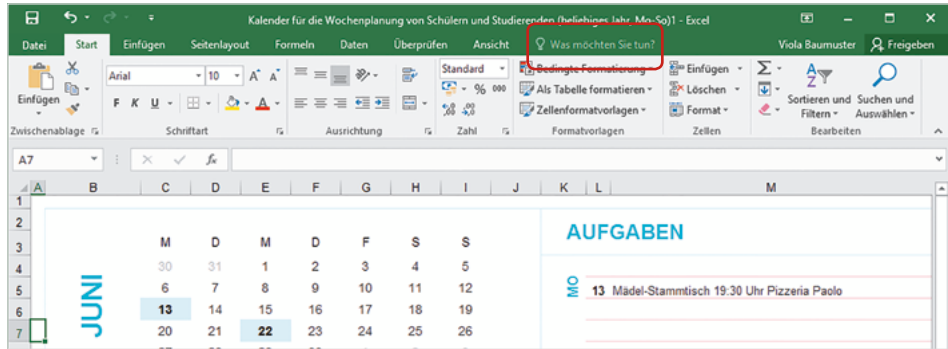 Kalender für die Wochenplanung von Schülern und Studierenden (beliebiges Jahr, Mo-So)1 - Excel
Datei Start Einfügen Seitenlayout Formeln Daten Überprüfen Ansicht Was möchten Sie tun? Viola Baumuster Freigeben
Einfügen
Arial 10 A A
F K U A
Standard
% 000
Bedingte Formatierung
Als Tabelle formatieren
Zellenformatvorlagen
Einfügen
Löschen
Format
Σ
Sortieren und Filtern
Suchen und Auswählen
Zwischenablage Schriftart Ausrichtung Zahl Formatvorlagen Zellen Bearbeiten
A7 fx
A B C D E F G H I J K L M
1
2
3 M D M D F S S AUFGABEN
4 30 31 1 2 3 4 5
5 6 7 8 9 10 11 12 MO 13 Mädel-Stammtisch 19:30 Uhr Pizzeria Paolo
6 13 14 15 16 17 18 19
7 20 21 22 23 24 25 26
JUNI